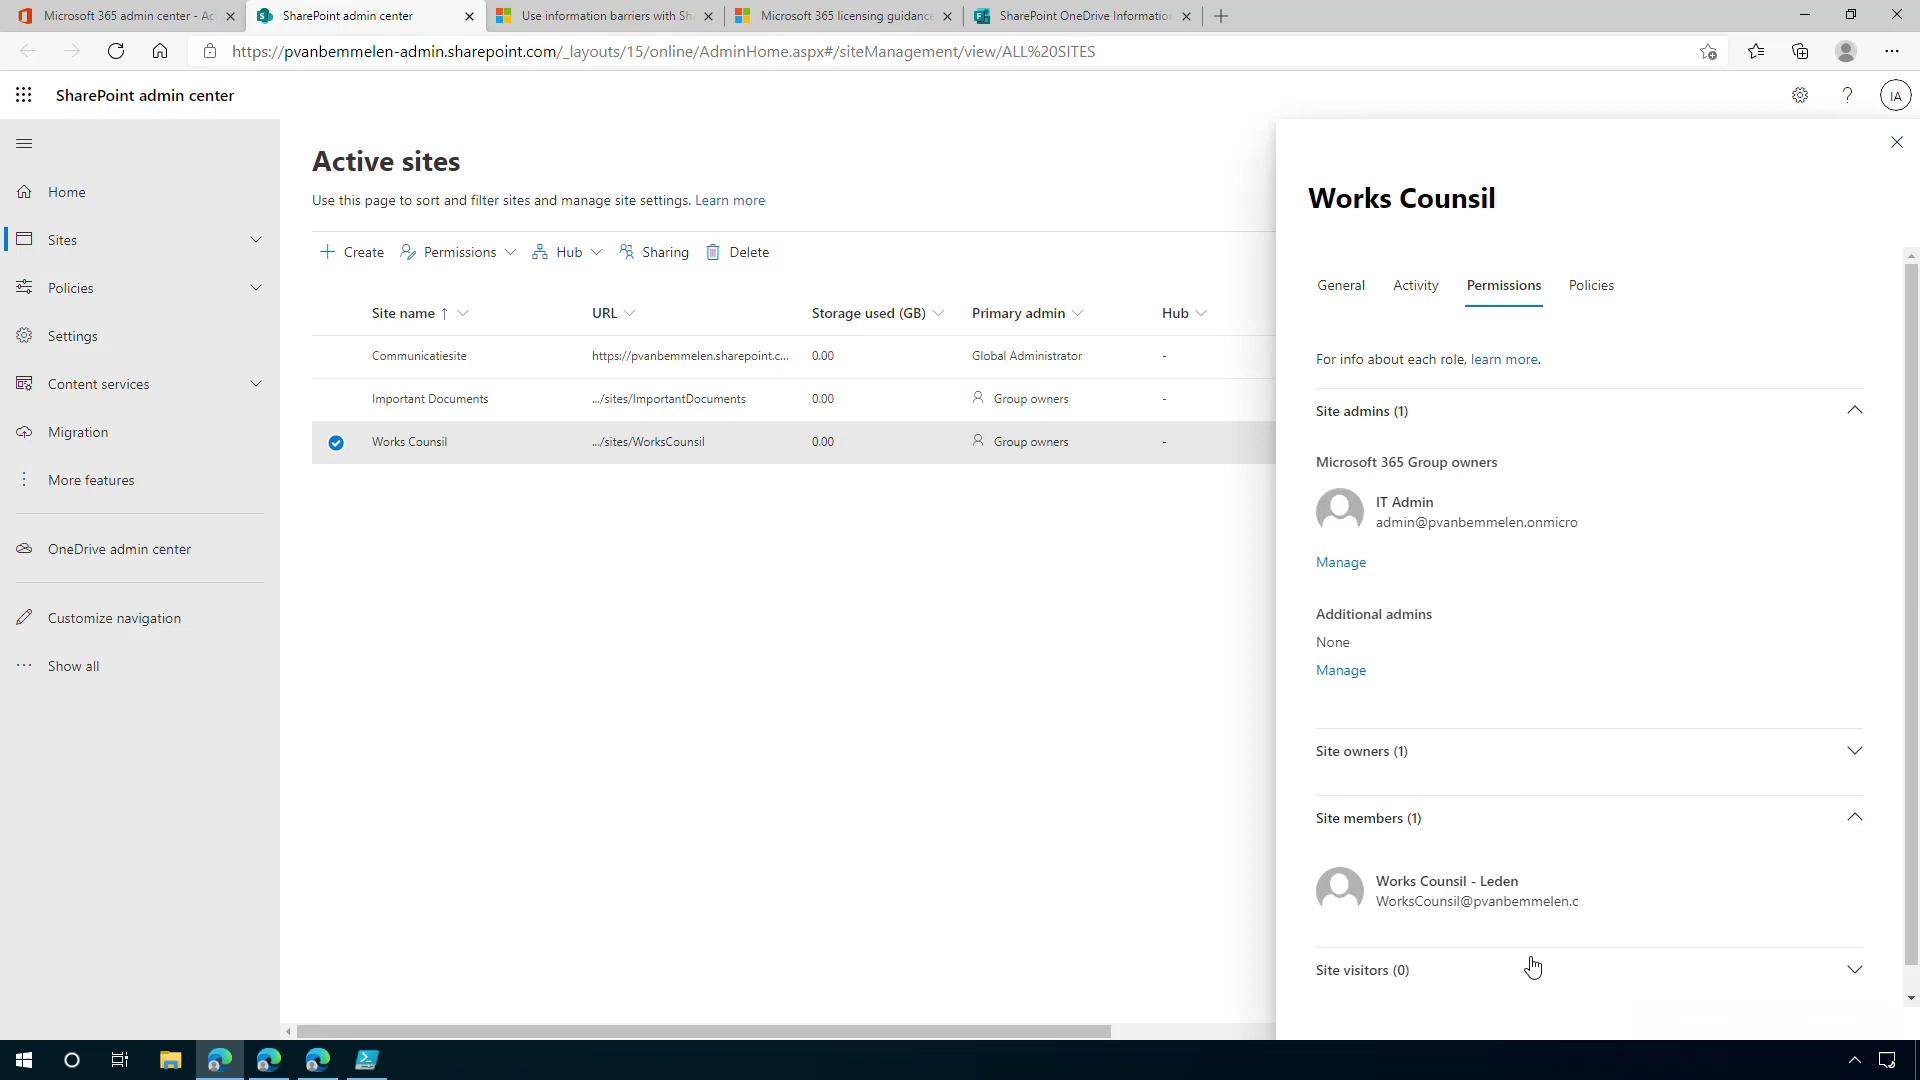 Microsoft 365 admin center - Ac
SharePoint admin center
Use information barriers with Sh
Microsoft 365 licensing guidance
SharePoint OneDrive Informatio
https://pvanbemmelen-admin.sharepoint.com/_layouts/15/online/AdminHome.aspx#/siteManagement/view/ALL%20SITES
SharePoint admin center
IA
Home
Sites
Policies
Settings
Content services
Migration
More features
OneDrive admin center
Customize navigation
Show all
Active sites
Use this page to sort and filter sites and manage site settings. Learn more
Create Permissions Hub Sharing Delete
Site name ↑ URL Storage used (GB) Primary admin Hub
Communicatiesite https://pvanbemmelen.sharepoint.c... 0.00 Global Administrator -
Important Documents .../sites/ImportantDocuments 0.00 Group owners -
Works Counsil .../sites/WorksCounsil 0.00 Group owners -
Works Counsil
General Activity Permissions Policies
For info about each role, learn more.
Site admins (1)
Microsoft 365 Group owners
IT Admin
admin@pvanbemmelen.onmicro
Manage
Additional admins
None
Manage
Site owners (1)
Site members (1)
Works Counsil - Leden
WorksCounsil@pvanbemmelen.c
Site visitors (0)